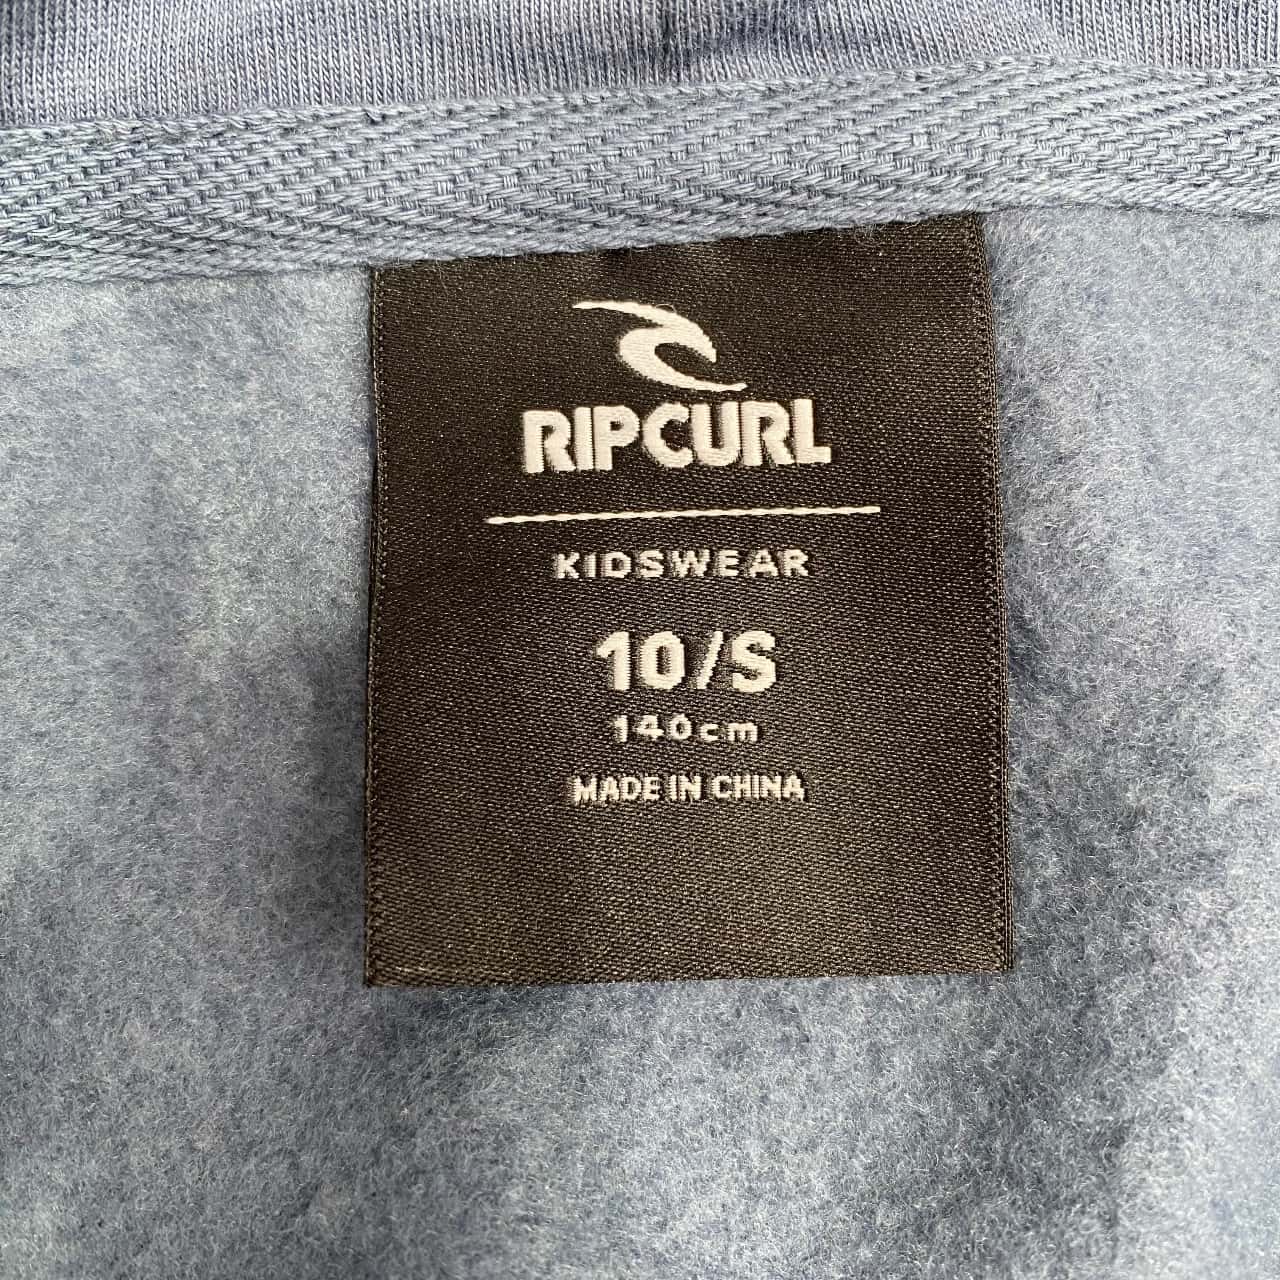 RIPCURL
KIDSWEAR
10/S
140cm
MADE IN CHINA